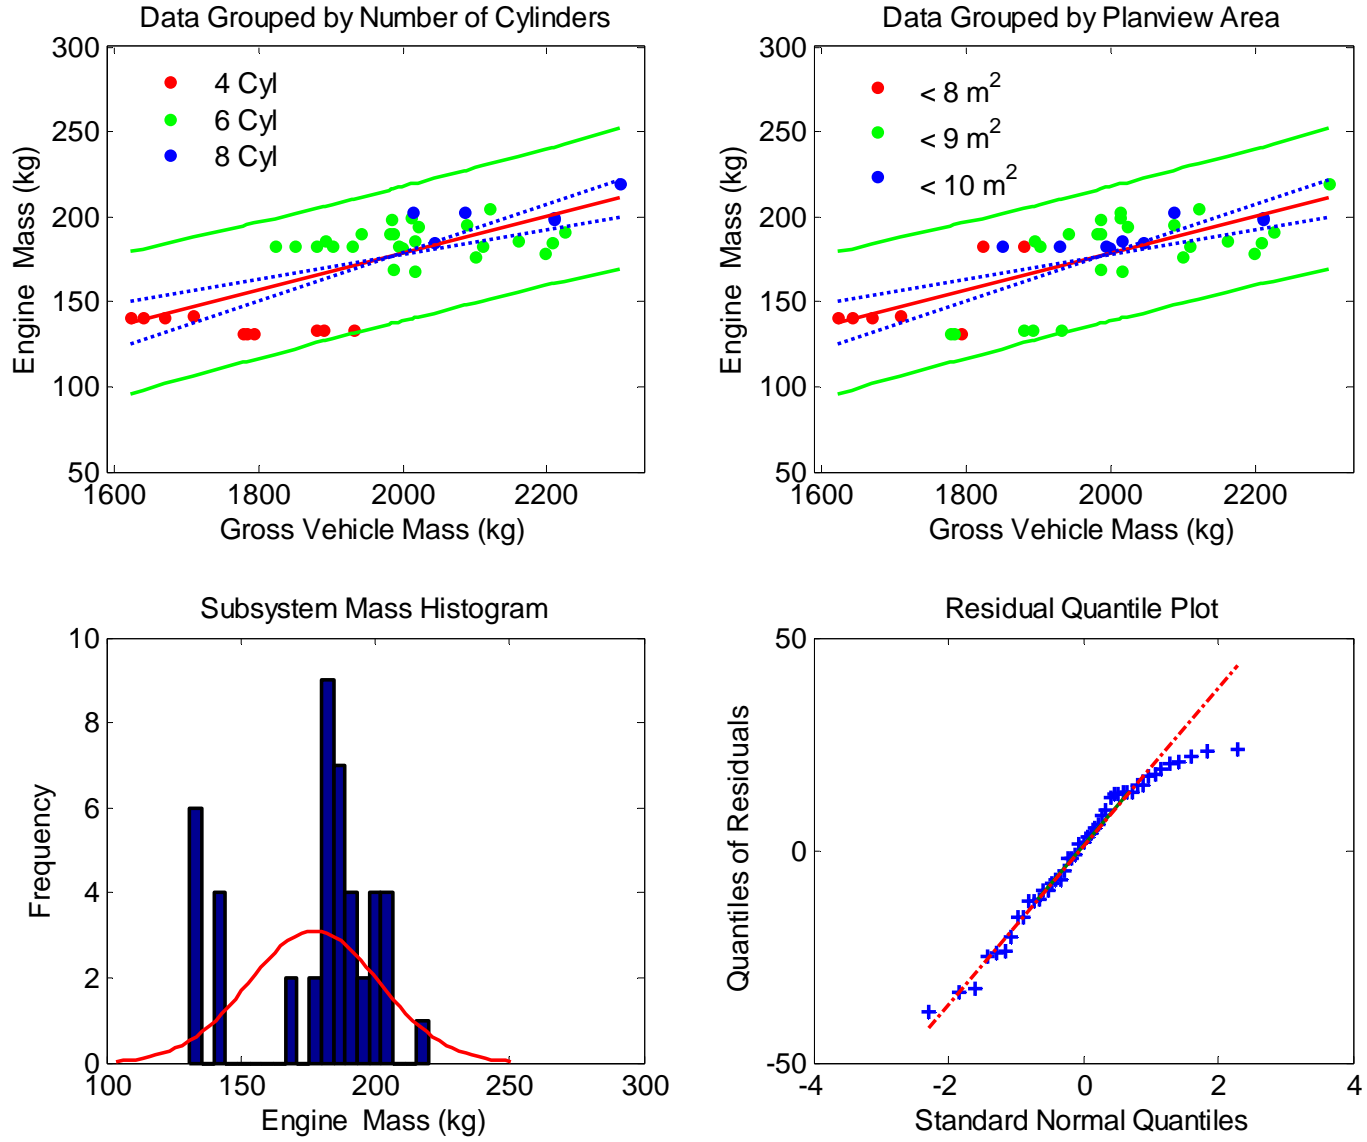 Data Grouped by Number of Cylinders
300
250
200
150
100
50
4 Cyl
6 Cyl
8 Cyl
Engine Mass (kg)
1600
1800
2000
2200
Gross Vehicle Mass (kg)
Data Grouped by Planview Area
300
250
200
150
100
50
< 8 m²
< 9 m²
< 10 m²
Engine Mass (kg)
1600
1800
2000
2200
Gross Vehicle Mass (kg)
Subsystem Mass Histogram
10
8
6
4
2
0
Frequency
100
150
200
250
300
Engine Mass (kg)
Residual Quantile Plot
50
0
-50
Quantiles of Residuals
-4
-2
0
2
4
Standard Normal Quantiles